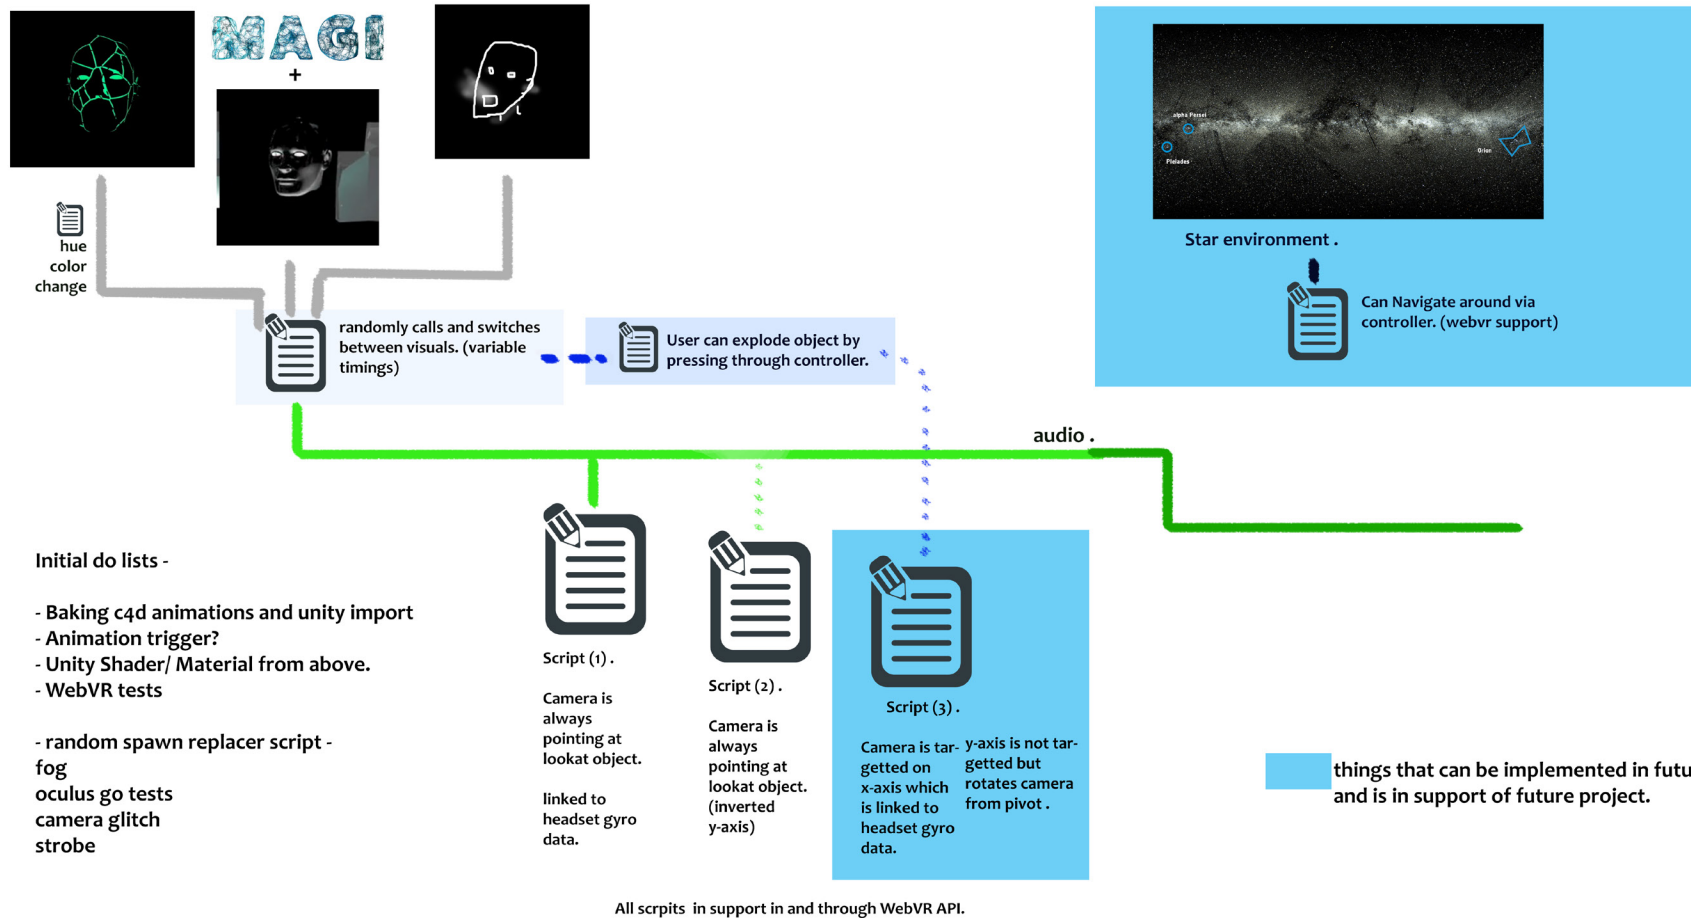 MAGI
+
hue
color
change
randomly calls and switches
between visuals. (variable
timings)
User can explode object by
pressing through controller.
alpha Persei
Pleiades
Orion
Star environment .
Can Navigate around via
controller. (webvr support)
audio .
Initial do lists -
- Baking c4d animations and unity import
- Animation trigger?
- Unity Shader/ Material from above.
- WebVR tests
- random spawn replacer script -
fog
oculus go tests
camera glitch
strobe
Script (1) .
Camera is
always
pointing at
lookat object.
linked to
headset gyro
data.
Script (2) .
Camera is
always
pointing at
lookat object.
(inverted
y-axis)
Script (3) .
Camera is tar-
getted on
x-axis which
is linked to
headset gyro
data.
y-axis is not tar-
getted but
rotates camera
from pivot .
things that can be implemented in futu
and is in support of future project.
All scrpits in support in and through WebVR API.